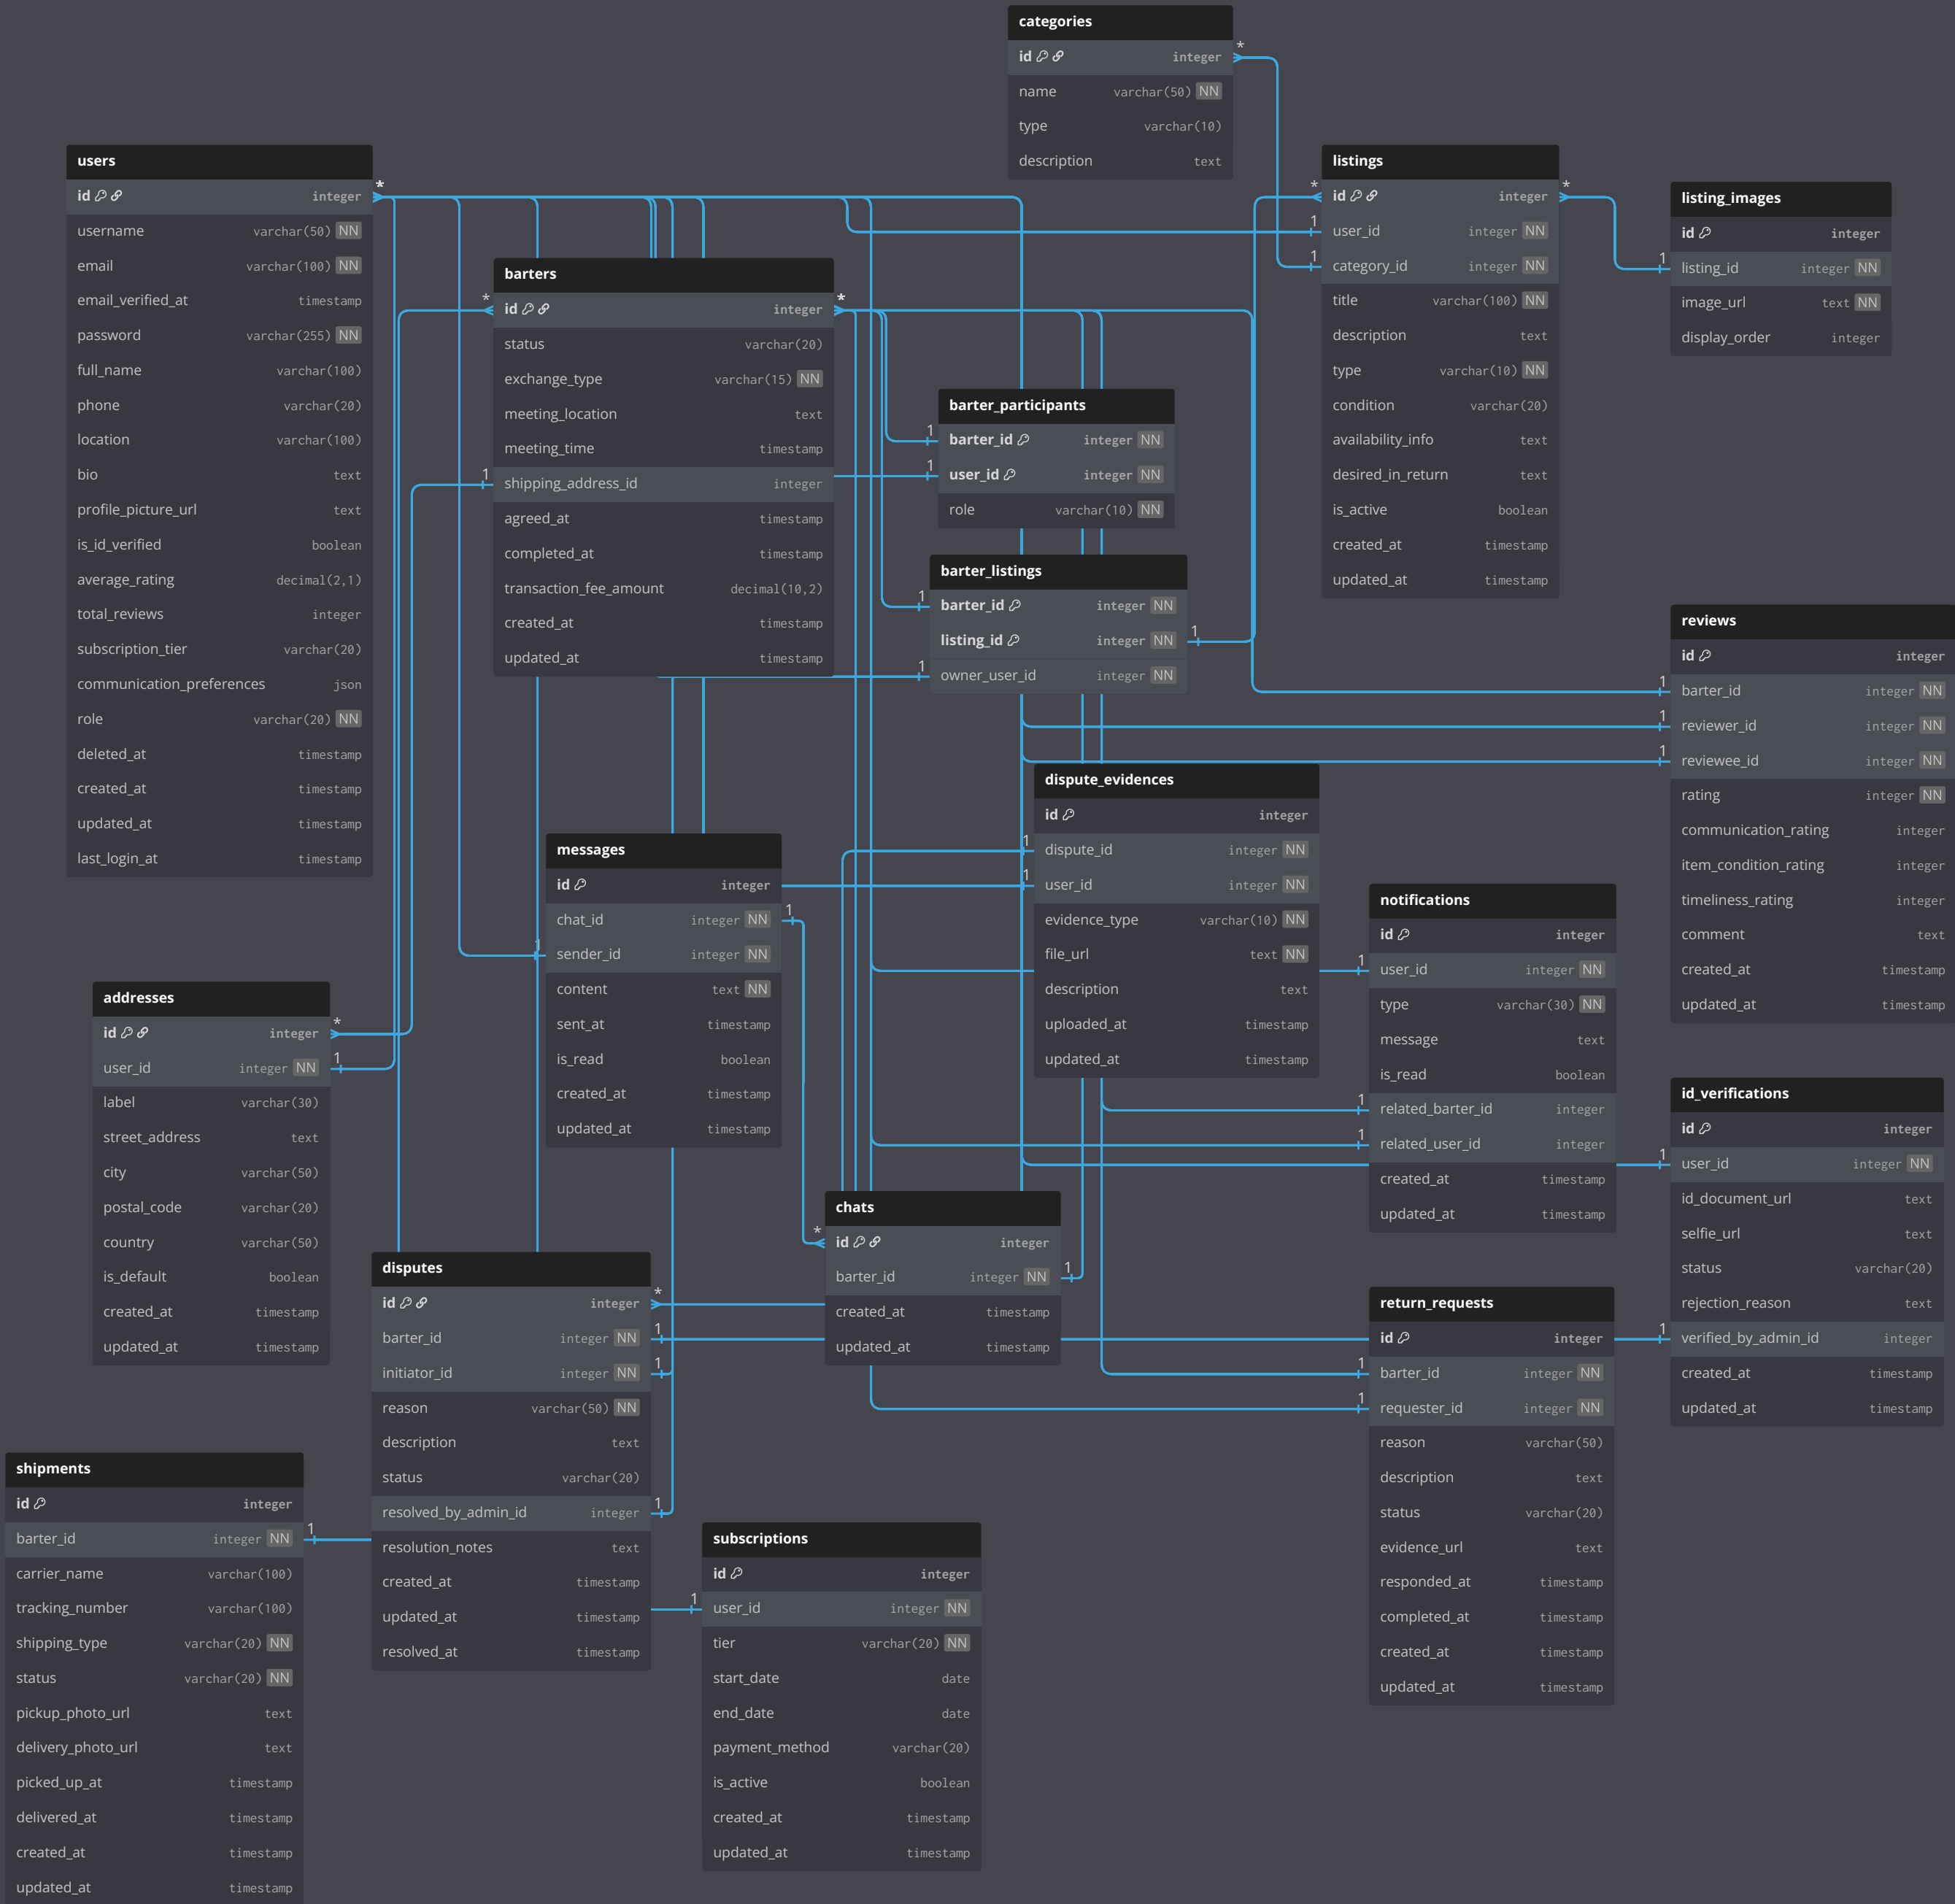 categories
id integer
name varchar(50) NN
type varchar(10)
description text
users
id integer
username varchar(50) NN
email varchar(100) NN
email_verified_at timestamp
password varchar(255) NN
full_name varchar(100)
phone varchar(20)
location varchar(100)
bio text
profile_picture_url text
is_id_verified boolean
average_rating decimal(2,1)
total_reviews integer
subscription_tier varchar(20)
communication_preferences json
role varchar(20) NN
deleted_at timestamp
created_at timestamp
updated_at timestamp
last_login_at timestamp
listings
id integer
user_id integer NN
category_id integer NN
title varchar(100) NN
description text
type varchar(10) NN
condition varchar(20)
availability_info text
desired_in_return text
is_active boolean
created_at timestamp
updated_at timestamp
listing_images
id integer
listing_id integer NN
image_url text NN
display_order integer
barters
id integer
status varchar(20)
exchange_type varchar(15) NN
meeting_location text
meeting_time timestamp
shipping_address_id integer
agreed_at timestamp
completed_at timestamp
transaction_fee_amount decimal(10,2)
created_at timestamp
updated_at timestamp
barter_participants
barter_id integer NN
user_id integer NN
role varchar(10) NN
barter_listings
barter_id integer NN
listing_id integer NN
owner_user_id integer NN
reviews
id integer
barter_id integer NN
reviewer_id integer NN
reviewee_id integer NN
rating integer NN
communication_rating integer
item_condition_rating integer
timeliness_rating integer
comment text
created_at timestamp
updated_at timestamp
dispute_evidences
id integer
dispute_id integer NN
user_id integer NN
evidence_type varchar(10) NN
file_url text NN
description text
uploaded_at timestamp
updated_at timestamp
messages
id integer
chat_id integer NN
sender_id integer NN
content text NN
sent_at timestamp
is_read boolean
created_at timestamp
updated_at timestamp
notifications
id integer
user_id integer NN
type varchar(30) NN
message text
is_read boolean
related_barter_id integer
related_user_id integer
created_at timestamp
updated_at timestamp
addresses
id integer
user_id integer NN
label varchar(30)
street_address text
city varchar(50)
postal_code varchar(20)
country varchar(50)
is_default boolean
created_at timestamp
updated_at timestamp
id_verifications
id integer
user_id integer NN
id_document_url text
selfie_url text
status varchar(20)
rejection_reason text
verified_by_admin_id integer
created_at timestamp
updated_at timestamp
chats
id integer
barter_id integer NN
created_at timestamp
updated_at timestamp
disputes
id integer
barter_id integer NN
initiator_id integer NN
reason varchar(50) NN
description text
status varchar(20)
resolved_by_admin_id integer
resolution_notes text
created_at timestamp
updated_at timestamp
resolved_at timestamp
return_requests
id integer
barter_id integer NN
requester_id integer NN
reason varchar(50)
description text
status varchar(20)
evidence_url text
responded_at timestamp
completed_at timestamp
created_at timestamp
updated_at timestamp
shipments
id integer
barter_id integer NN
carrier_name varchar(100)
tracking_number varchar(100)
shipping_type varchar(20) NN
status varchar(20) NN
pickup_photo_url text
delivery_photo_url text
picked_up_at timestamp
delivered_at timestamp
created_at timestamp
updated_at timestamp
subscriptions
id integer
user_id integer NN
tier varchar(20) NN
start_date date
end_date date
payment_method varchar(20)
is_active boolean
created_at timestamp
updated_at timestamp